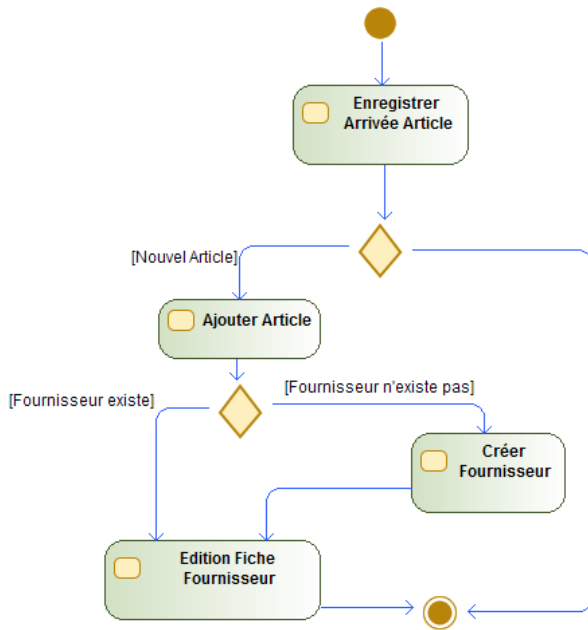 Enregistrer
Arrivée Article
[Nouvel Article]
Ajouter Article
[Fournisseur existe]
[Fournisseur n'existe pas]
Créer
Fournisseur
Edition Fiche
Fournisseur